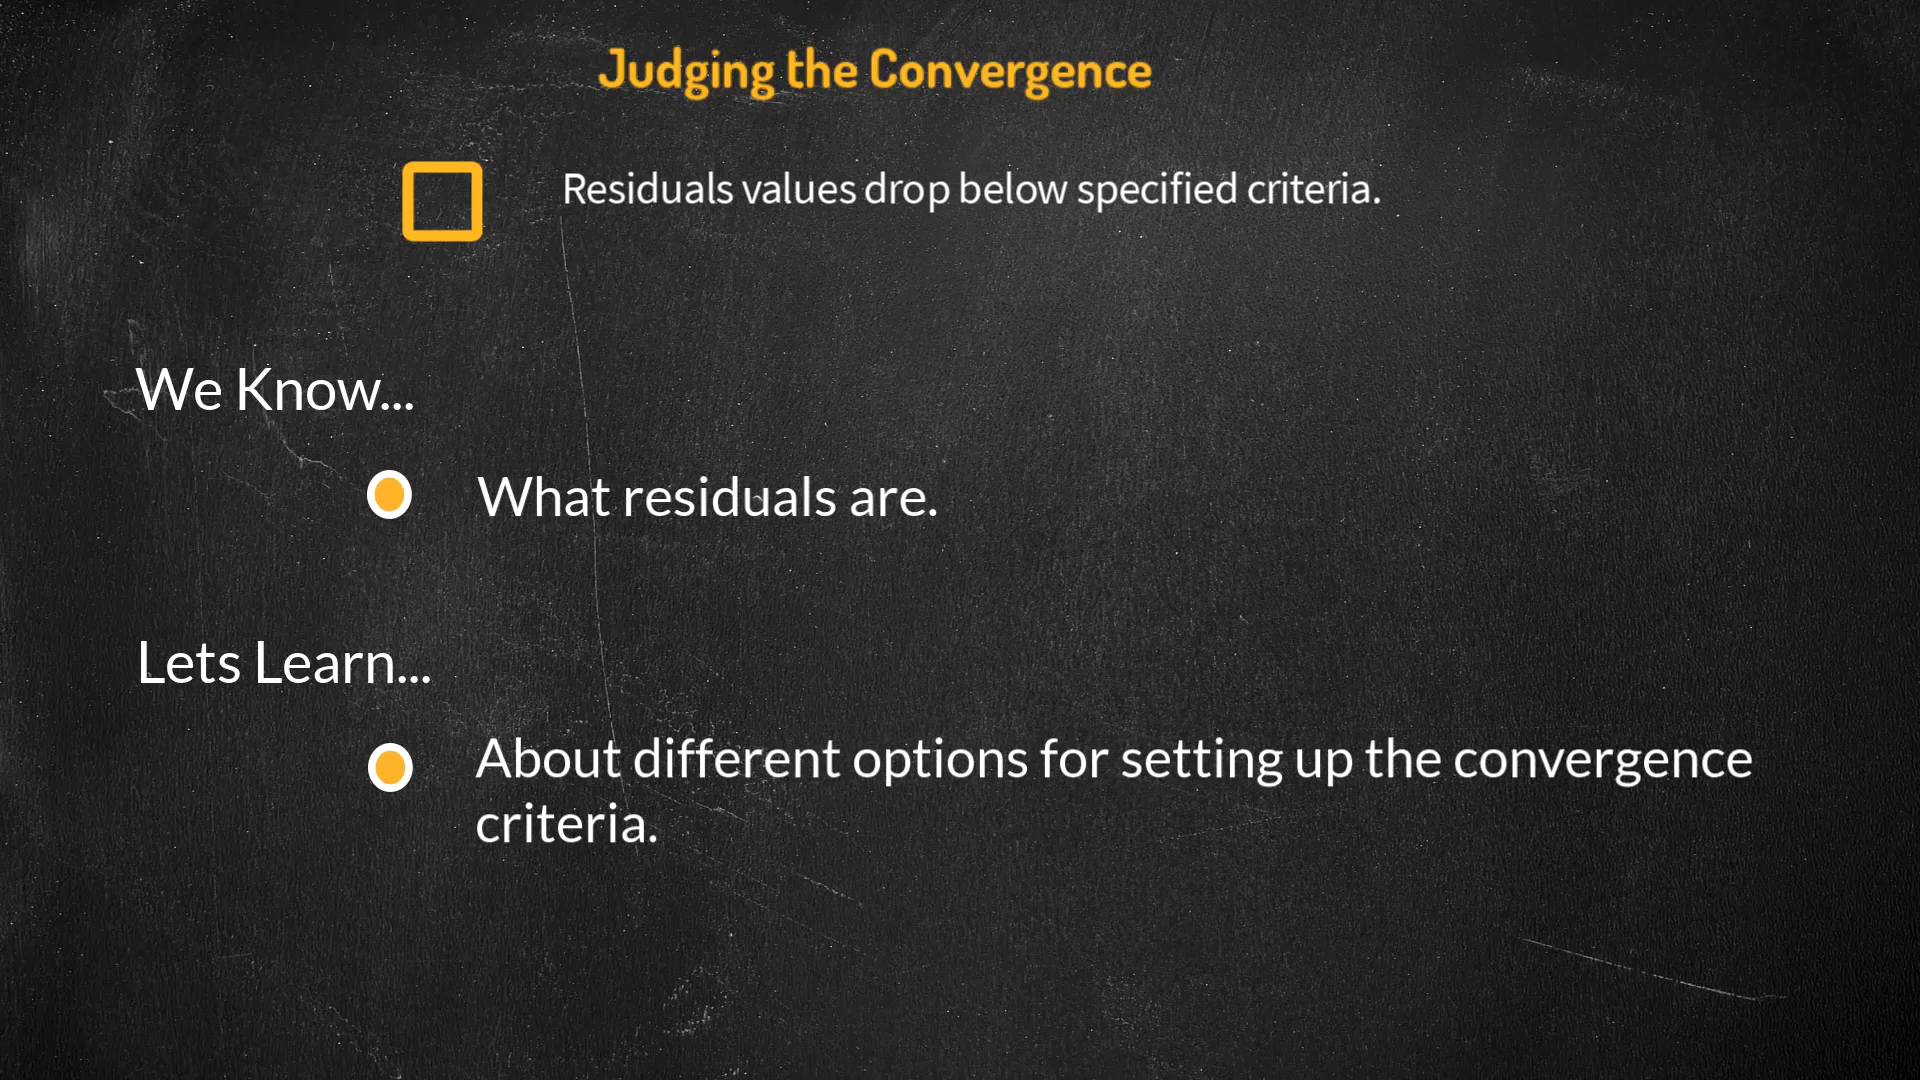 Judging the Convergence
Residuals values drop below specified criteria.
We Know...
What residuals are.
Lets Learn...
About different options for setting up the convergence
criteria.